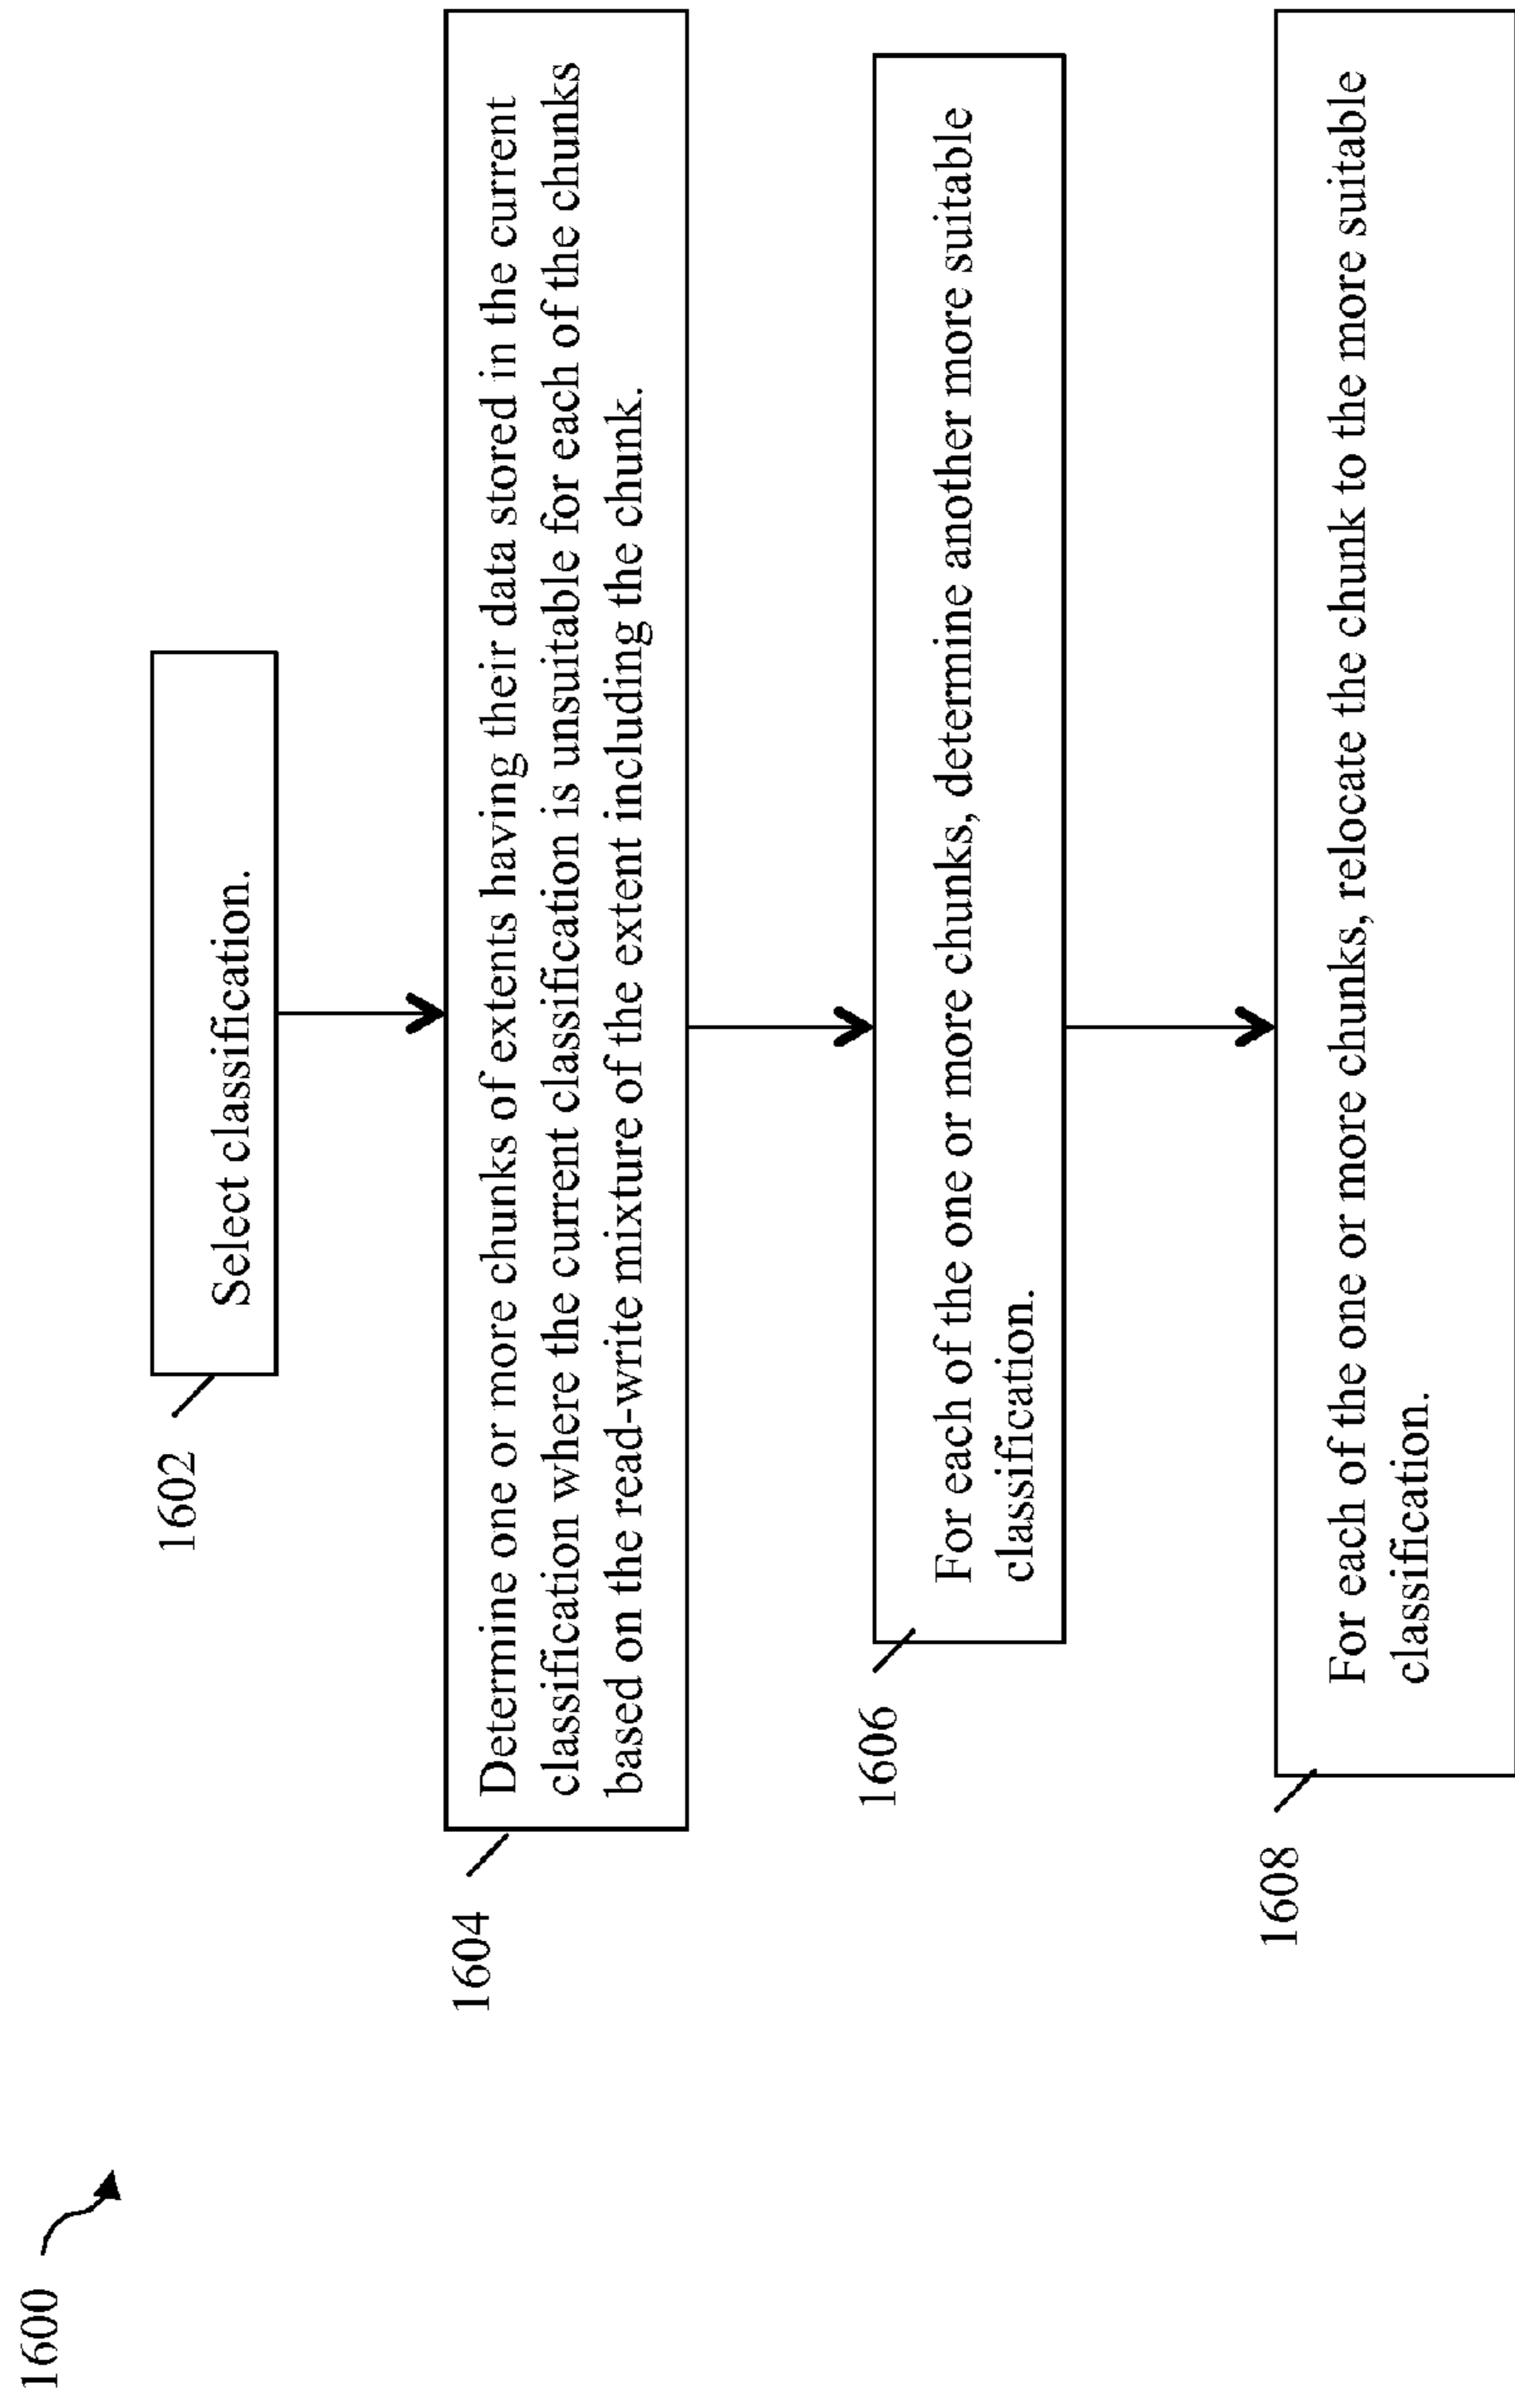 1600
1602
Select classification.
1604
Determine one or more chunks of extents having their data stored in the current
classification where the current classification is unsuitable for each of the chunks
based on the read-write mixture of the extent including the chunk.
1606
For each of the one or more chunks, determine another more suitable
classification.
1608
For each of the one or more chunks, relocate the chunk to the more suitable
classification.